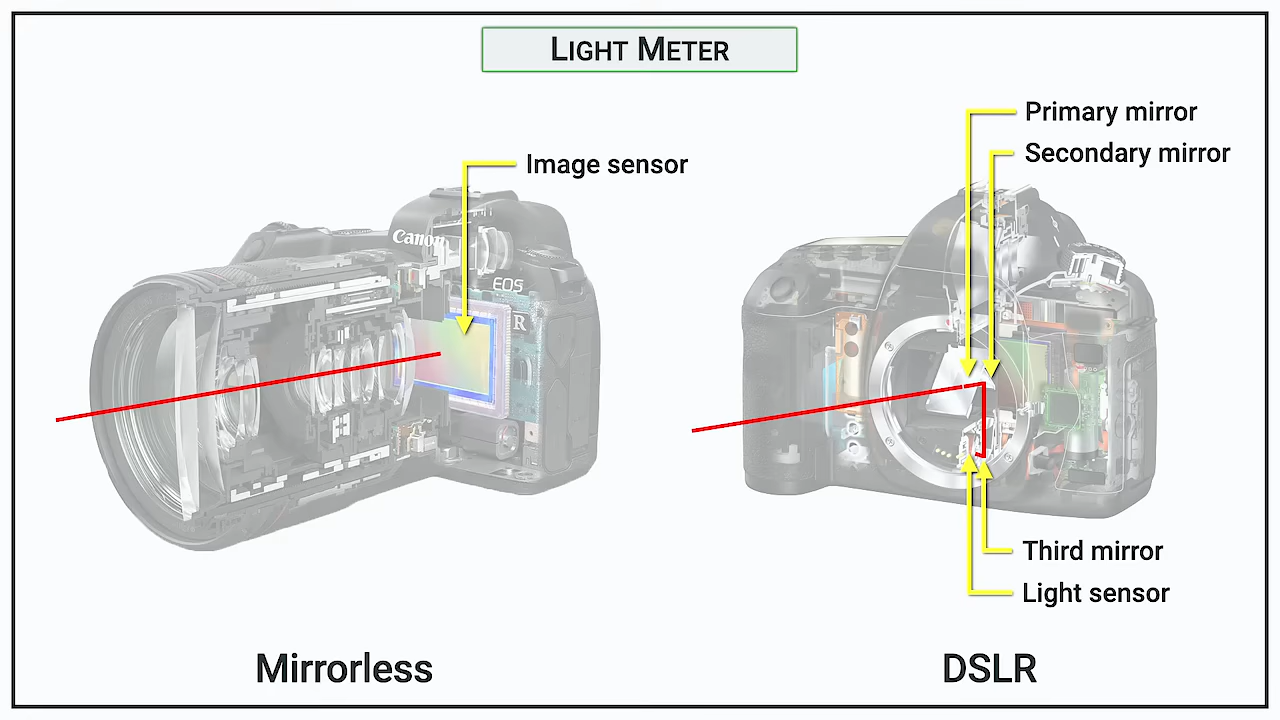 LIGHT METER
Primary mirror
Secondary mirror
Image sensor
Canon
EOS
R
Third mirror
Light sensor
Mirrorless
DSLR